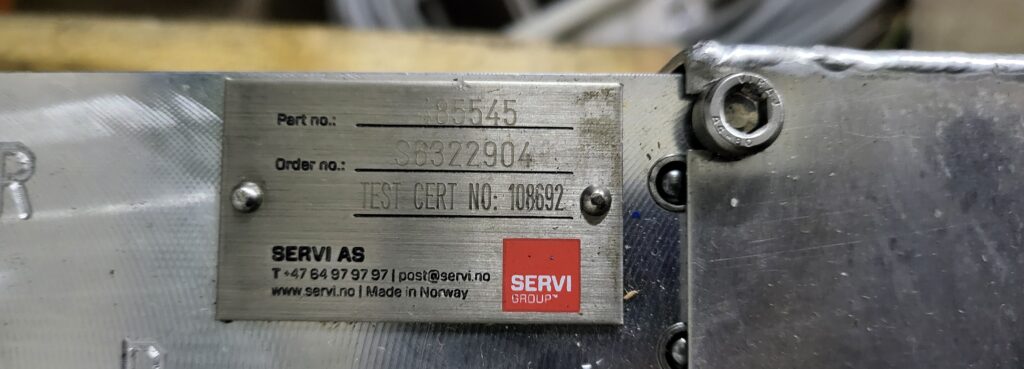 Part no.: 185545
Order no.: S6322904
TEST CERT NO: 108692
SERVI AS
T +47 64 97 97 97 | post@servi.no
www.servi.no | Made in Norway
SERVI
GROUP™
R